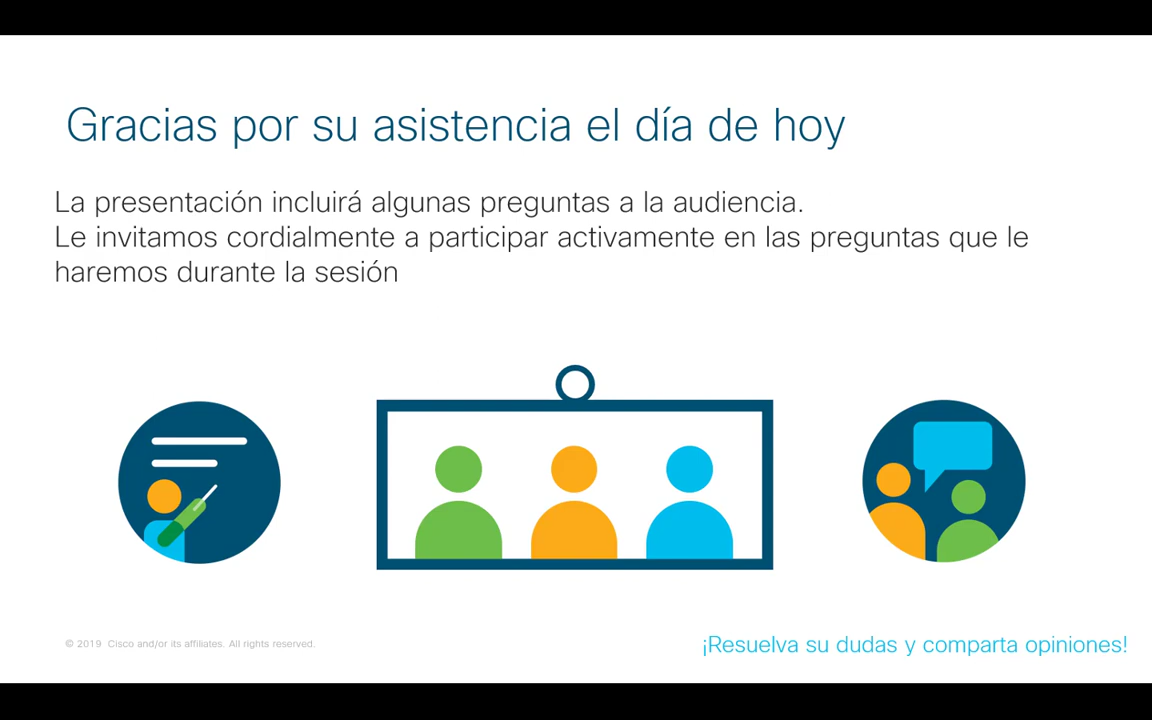 Gracias por su asistencia el día de hoy
La presentación incluirá algunas preguntas a la audiencia.
Le invitamos cordialmente a participar activamente en las preguntas que le
haremos durante la sesión
© 2019 Cisco and/or its affiliates. All rights reserved.
¡Resuelva su dudas y comparta opiniones!